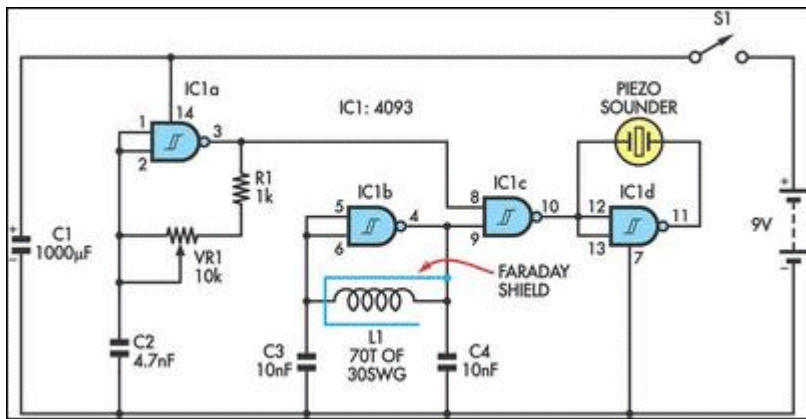 S1
IC1a
14
1
2
3
IC1: 4093
PIEZO
SOUNDER
R1
1k
IC1b
5
6
4
IC1c
8
9
10
IC1d
12
13
11
7
+
9V
−
+
C1
1000µF
−
VR1
10k
FARADAY
SHIELD
L1
70T OF
30SWG
C2
4.7nF
C3
10nF
C4
10nF